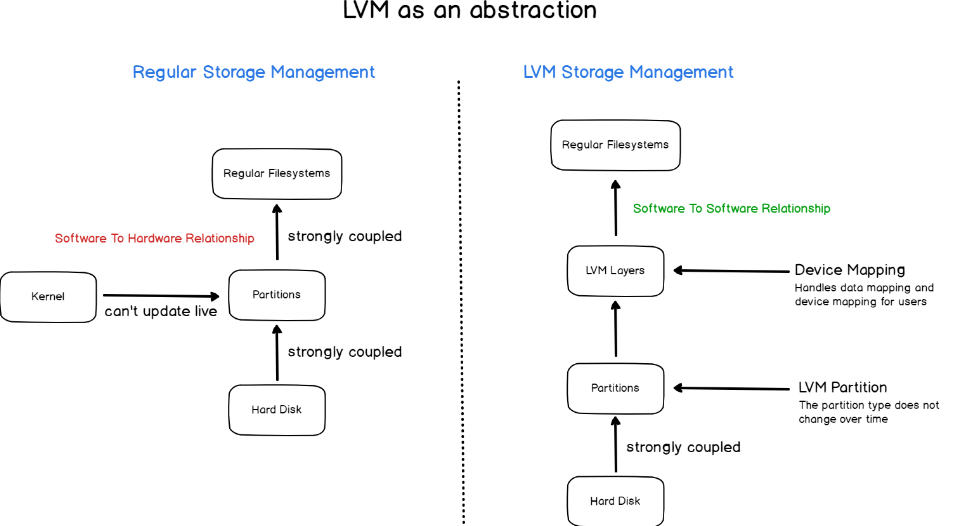 LVM as an abstraction
Regular Storage Management
Regular Filesystems
Software To Hardware Relationship
strongly coupled
Kernel
can't update live
Partitions
strongly coupled
Hard Disk
LVM Storage Management
Regular Filesystems
Software To Software Relationship
LVM Layers
Device Mapping
Handles data mapping and
device mapping for users
Partitions
LVM Partition
The partition type does not
change over time
strongly coupled
Hard Disk